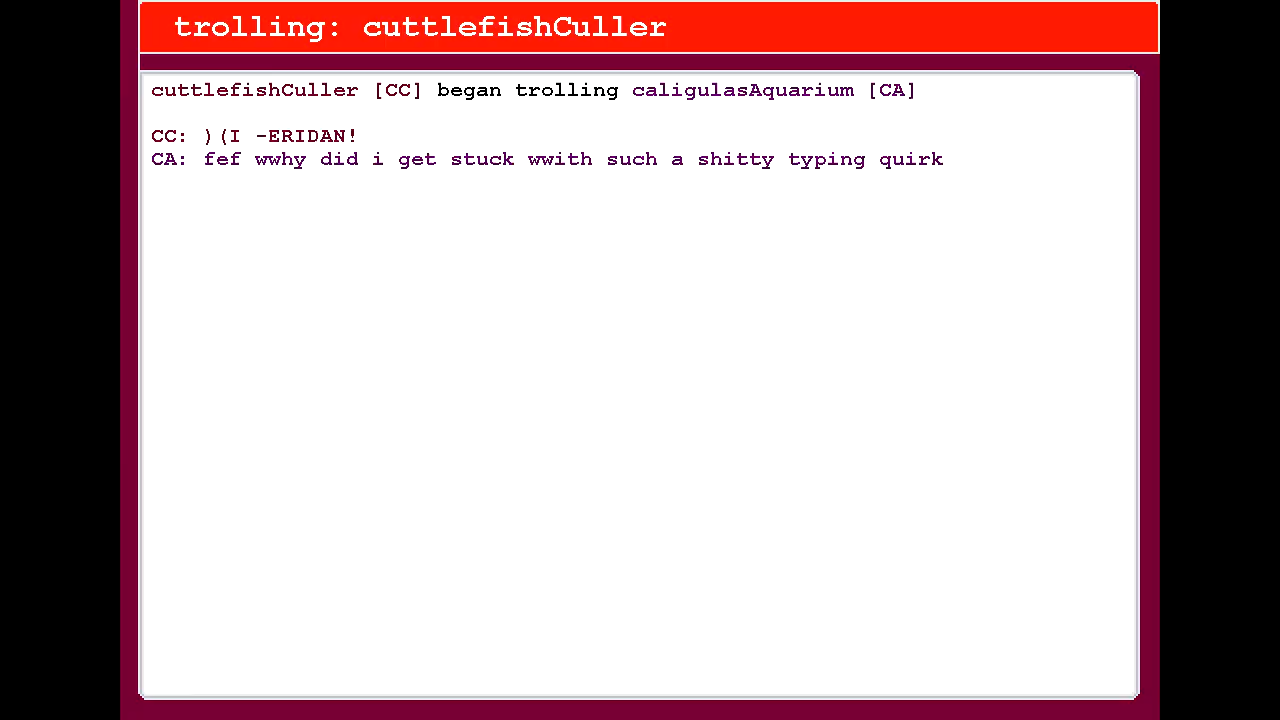 trolling: cuttlefishCuller
cuttlefishCuller [CC] began trolling caligulasAquarium [CA]
CC: )(I -ERIDAN!
CA: fef wwhy did i get stuck wwith such a shitty typing quirk